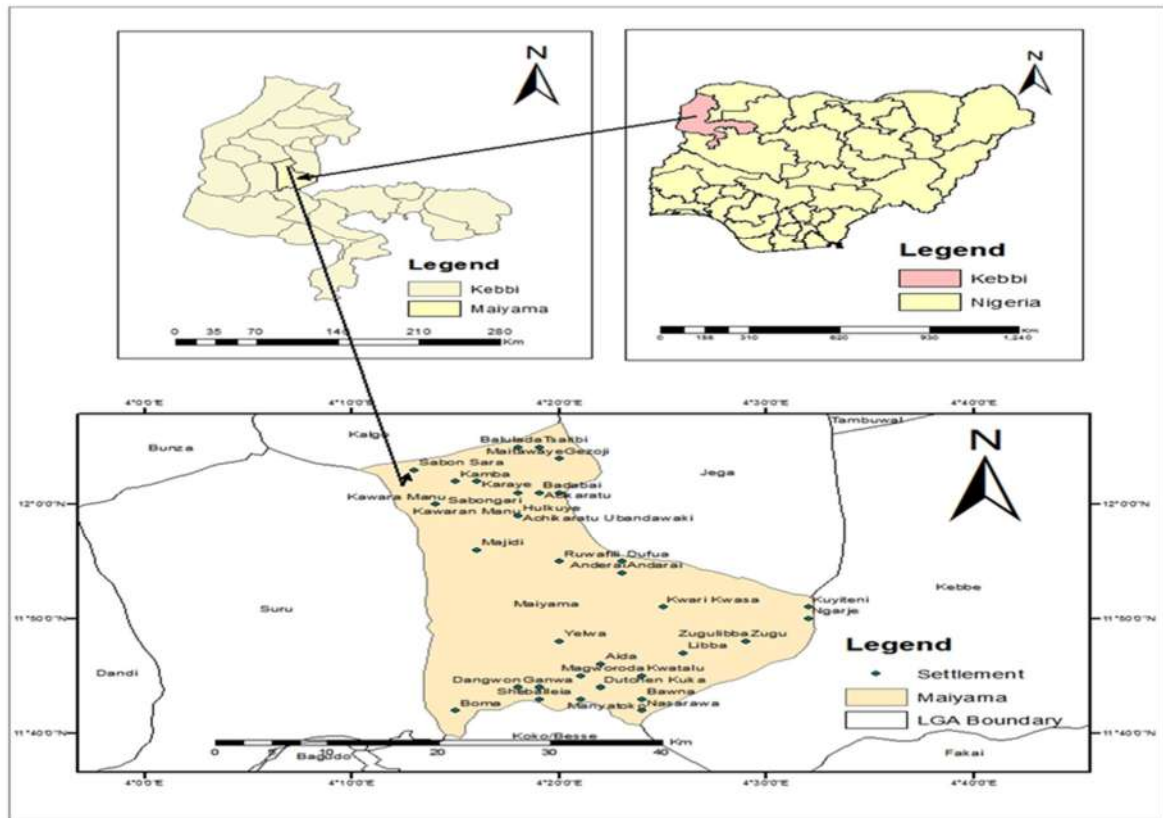 N
Legend
Kebbi
Maiyama
0 35 70 140 210 280
Km
N
Legend
Kebbi
Nigeria
0 310 620 930 1,240
Km
4°0'0"E 4°10'0"E 4°20'0"E 4°30'0"E 4°40'0"E
Bunza
Kalgo
Tambuwal
Jega
N
Tsalibi
Maitawaye Gezoji
Sabon Sara
Kamba
Karaye
Badabai
Kawara Manu
Sabongari
Kawaran Manu
Hulkuye
Achikaratu Ubandawaki
12°0'0"N 12°0'0"N
Majidi
Ruwafili Dufua
Anderai Andarai
Kebbe
Maiyama
Kwari Kwasa
Kuyiteni
Ngarje
Suru
11°50'0"N 11°50'0"N
Yelwa
Zugulibba Zugu
Libba
Aida
Magworoda Kwatalu
Dangwon Ganwa
Dutohen Kuka
Bawna
Manyatoko
Nasarawa
Boma
Dandi
Legend
Settlement
Maiyama
LGA Boundary
Koko/Besse
11°40'0"N 11°40'0"N
0 5 10 20 30 40
Km
Bagudo
Fakai
4°0'0"E 4°10'0"E 4°20'0"E 4°30'0"E 4°40'0"E